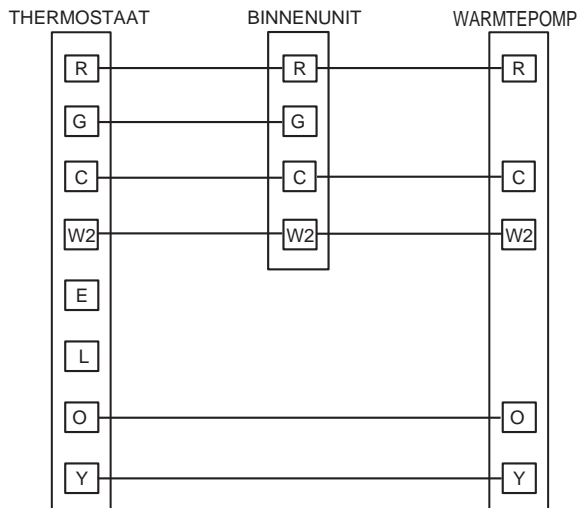 THERMOSTAAT BINNENUNIT WARMTEPOMP
R R R
G G
C C C
W2 W2 W2
E
L
O O
Y Y